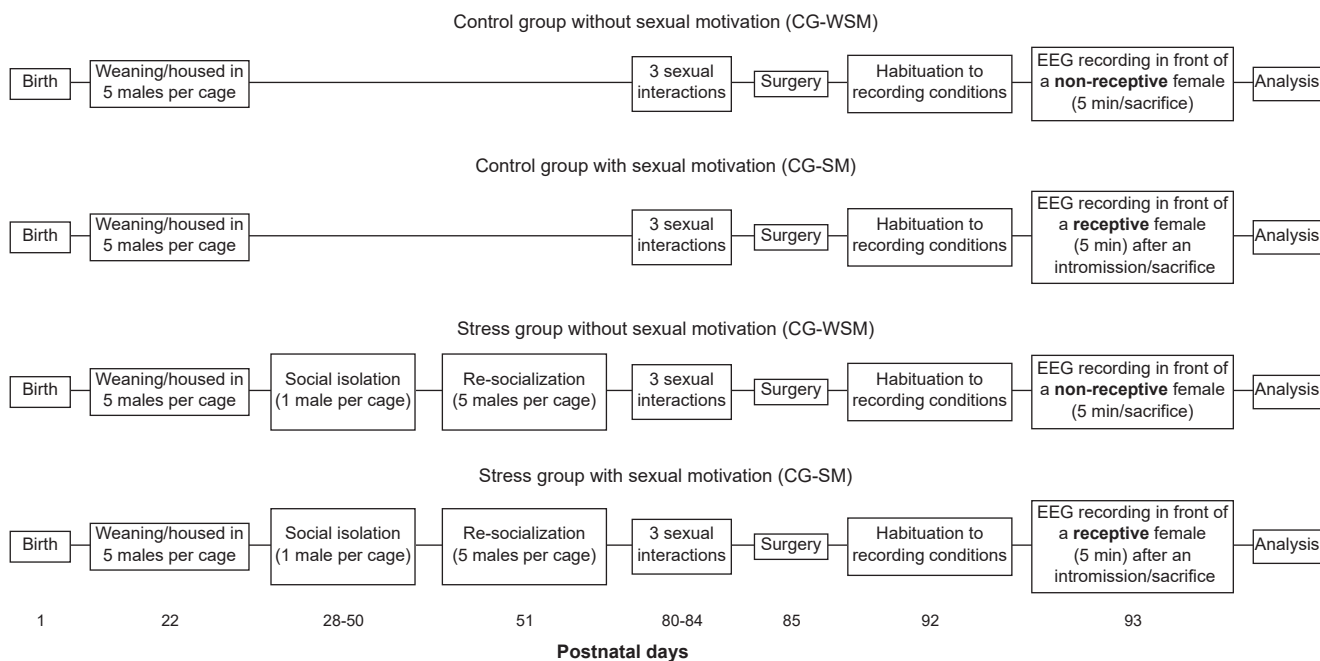 Control group without sexual motivation (CG-WSM)
Birth
Weaning/housed in
5 males per cage
3 sexual
interactions
Surgery
Habituation to
recording conditions
EEG recording in front of
a non-receptive female
(5 min/sacrifice)
Analysis
Control group with sexual motivation (CG-SM)
Birth
Weaning/housed in
5 males per cage
3 sexual
interactions
Surgery
Habituation to
recording conditions
EEG recording in front of
a receptive female
(5 min) after an
intromission/sacrifice
Analysis
Stress group without sexual motivation (CG-WSM)
Birth
Weaning/housed in
5 males per cage
Social isolation
(1 male per cage)
Re-socialization
(5 males per cage)
3 sexual
interactions
Surgery
Habituation to
recording conditions
EEG recording in front of
a non-receptive female
(5 min/sacrifice)
Analysis
Stress group with sexual motivation (CG-SM)
Birth
Weaning/housed in
5 males per cage
Social isolation
(1 male per cage)
Re-socialization
(5 males per cage)
3 sexual
interactions
Surgery
Habituation to
recording conditions
EEG recording in front of
a receptive female
(5 min) after an
intromission/sacrifice
Analysis
1 22 28-50 51 80-84 85 92 93
Postnatal days